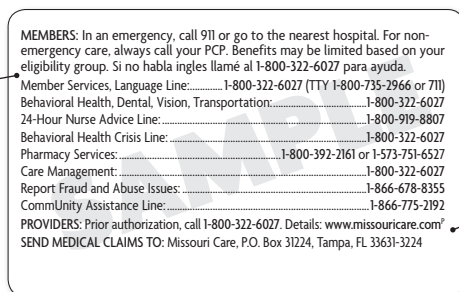 MEMBERS: In an emergency, call 911 or go to the nearest hospital. For non-
emergency care, always call your PCP. Benefits may be limited based on your
eligibility group. Si no habla ingles llamé al 1-800-322-6027 para ayuda.
Member Services, Language Line:.............1-800-322-6027 (TTY 1-800-735-2966 or 711)
Behavioral Health, Dental, Vision, Transportation:..............................1-800-322-6027
24-Hour Nurse Advice Line:..............................1-800-919-8807
Behavioral Health Crisis Line:..............................1-800-322-6027
Pharmacy Services:..............................1-800-392-2161 or 1-573-751-6527
Care Management:..............................1-800-322-6027
Report Fraud and Abuse Issues:..............................1-866-678-8355
CommUnity Assistance Line:..............................1-866-775-2192
PROVIDERS: Prior authorization, call 1-800-322-6027. Details: www.missouricare.comP
SEND MEDICAL CLAIMS TO: Missouri Care, P.O. Box 31224, Tampa, FL 33631-3224
SAMPLE